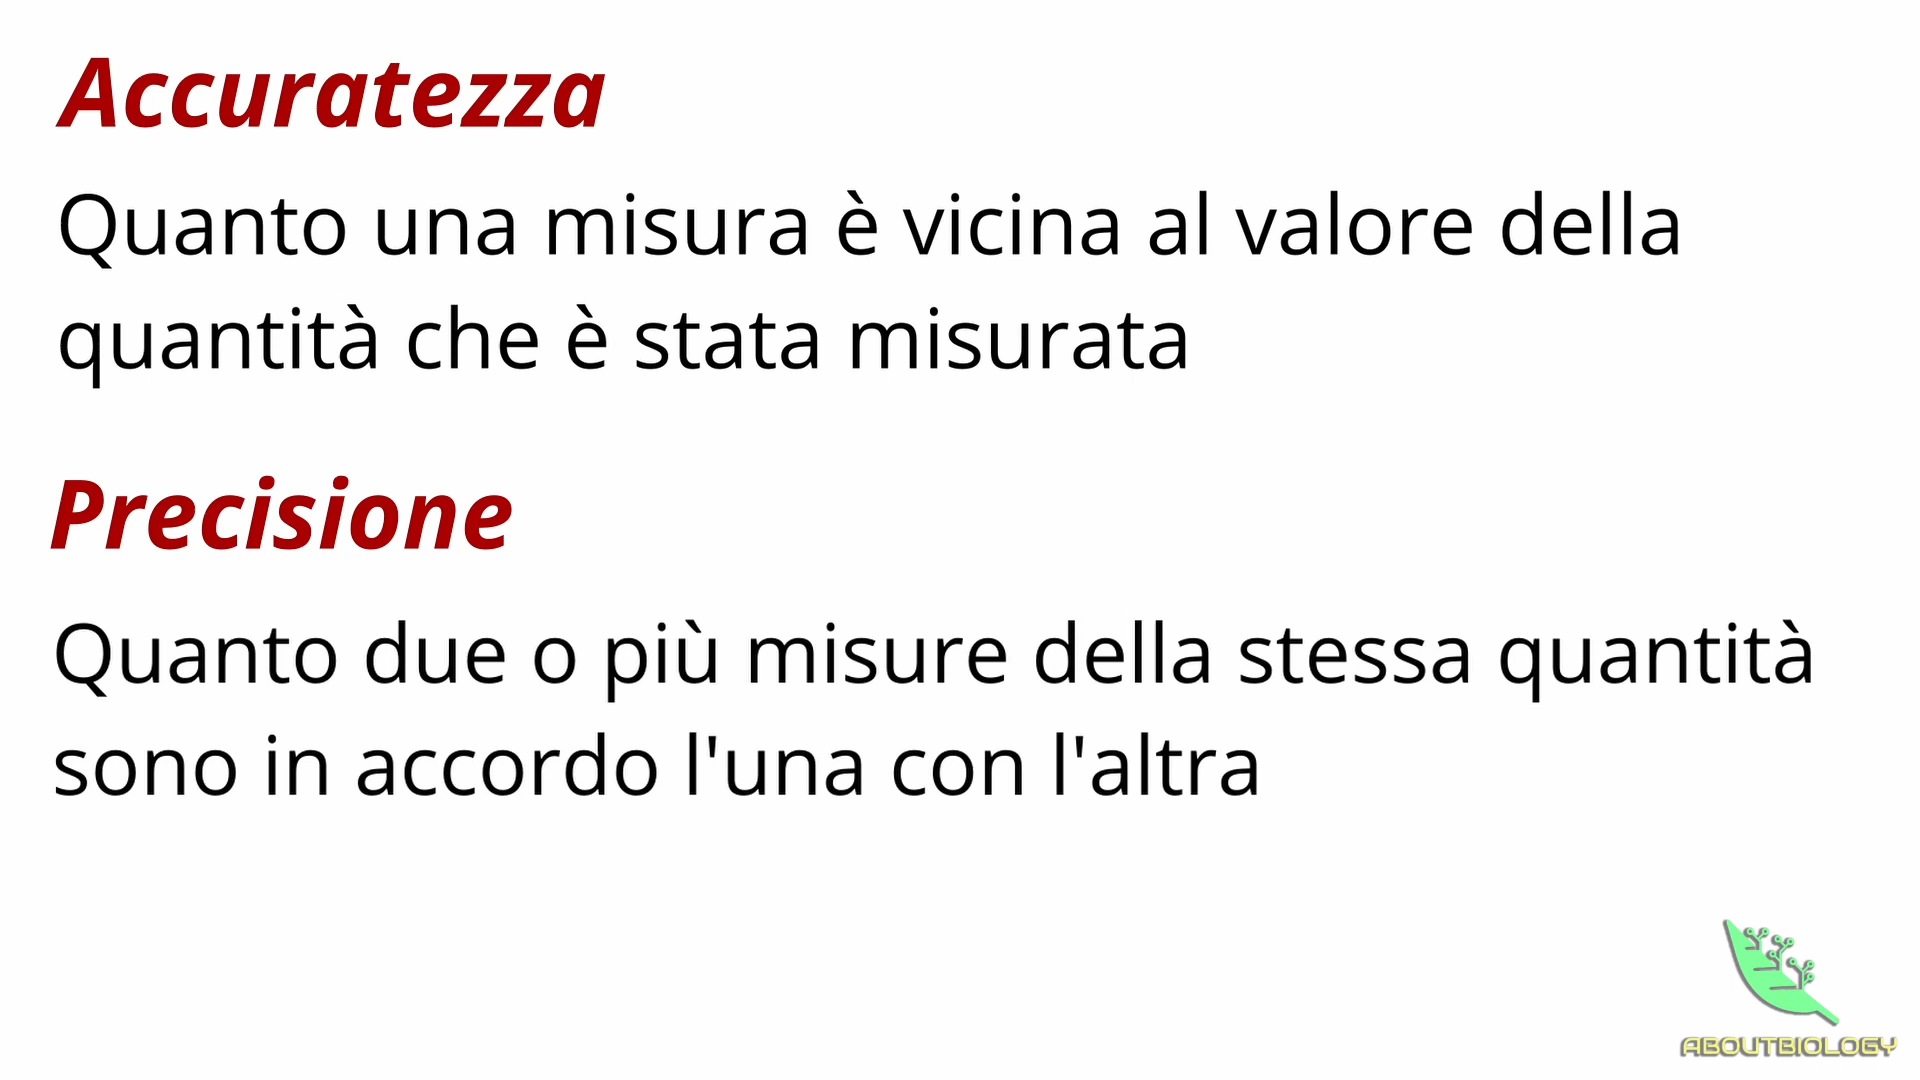 Accuratezza
Quanto una misura è vicina al valore della
quantità che è stata misurata
Precisione
Quanto due o più misure della stessa quantità
sono in accordo l'una con l'altra
ABOUTBIOLOGY